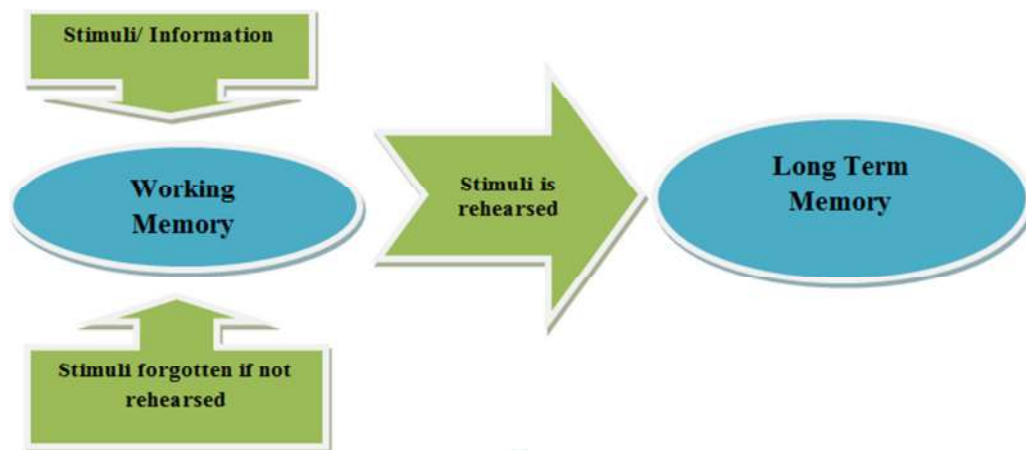 Stimuli/ Information
Working
Memory
Stimuli is
rehearsed
Long Term
Memory
Stimuli forgotten if not
rehearsed